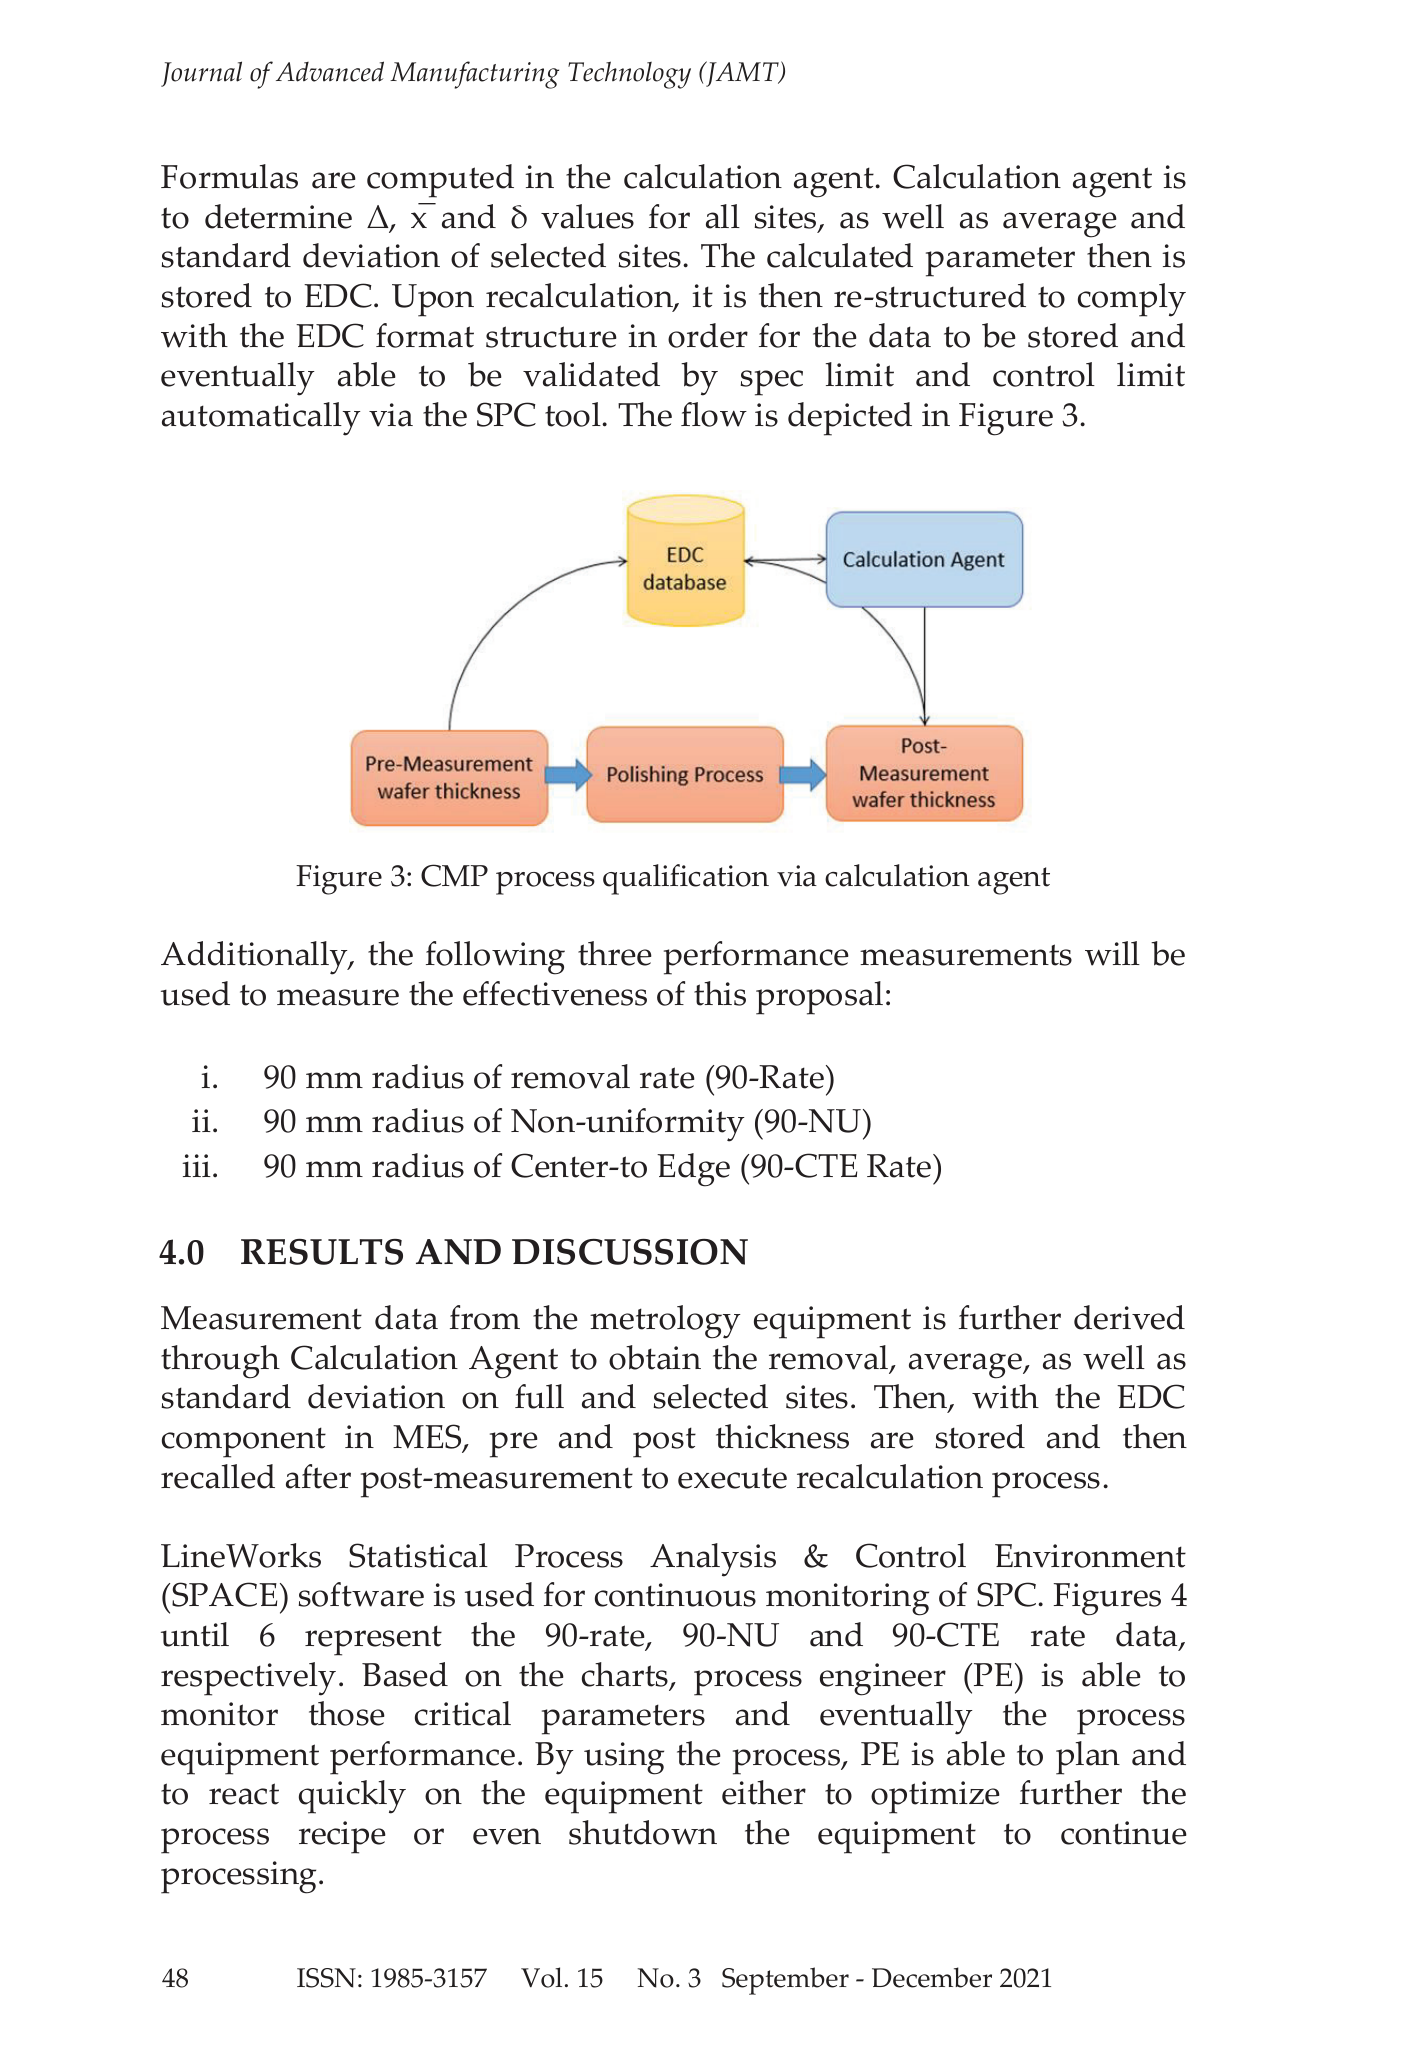 Journal of Advanced Manufacturing Technology (JAMT)
Formulas are computed in the calculation agent. Calculation agent is
to determine Δ, x̅ and δ values for all sites, as well as average and
standard deviation of selected sites. The calculated parameter then is
stored to EDC. Upon recalculation, it is then re-structured to comply
with the EDC format structure in order for the data to be stored and
eventually able to be validated by spec limit and control limit
automatically via the SPC tool. The flow is depicted in Figure 3.
EDC
database
Calculation Agent
Pre-Measurement
wafer thickness
Polishing Process
Post-
Measurement
wafer thickness
Figure 3: CMP process qualification via calculation agent
Additionally, the following three performance measurements will be
used to measure the effectiveness of this proposal:
i. 90 mm radius of removal rate (90-Rate)
ii. 90 mm radius of Non-uniformity (90-NU)
iii. 90 mm radius of Center-to Edge (90-CTE Rate)
4.0 RESULTS AND DISCUSSION
Measurement data from the metrology equipment is further derived
through Calculation Agent to obtain the removal, average, as well as
standard deviation on full and selected sites. Then, with the EDC
component in MES, pre and post thickness are stored and then
recalled after post-measurement to execute recalculation process.
LineWorks Statistical Process Analysis & Control Environment
(SPACE) software is used for continuous monitoring of SPC. Figures 4
until 6 represent the 90-rate, 90-NU and 90-CTE rate data,
respectively. Based on the charts, process engineer (PE) is able to
monitor those critical parameters and eventually the process
equipment performance. By using the process, PE is able to plan and
to react quickly on the equipment either to optimize further the
process recipe or even shutdown the equipment to continue
processing.
48 ISSN: 1985-3157 Vol. 15 No. 3 September - December 2021